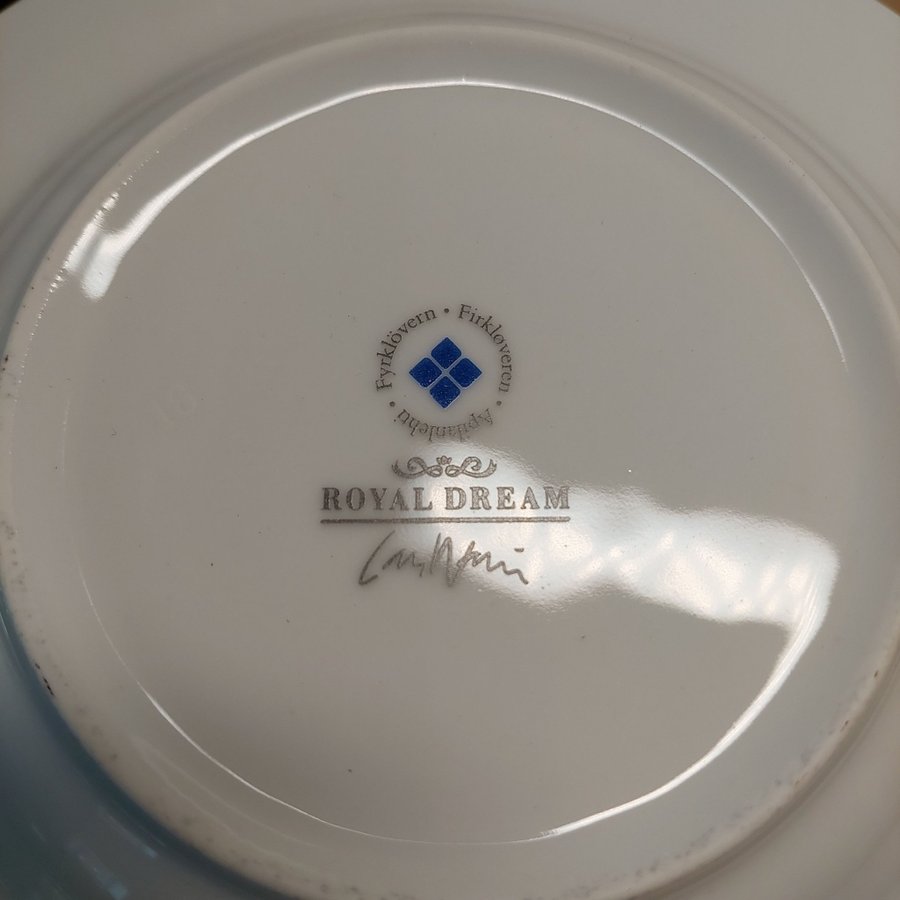 Fyrklövern • Firkløveren • Apilanlehti •
ROYAL DREAM